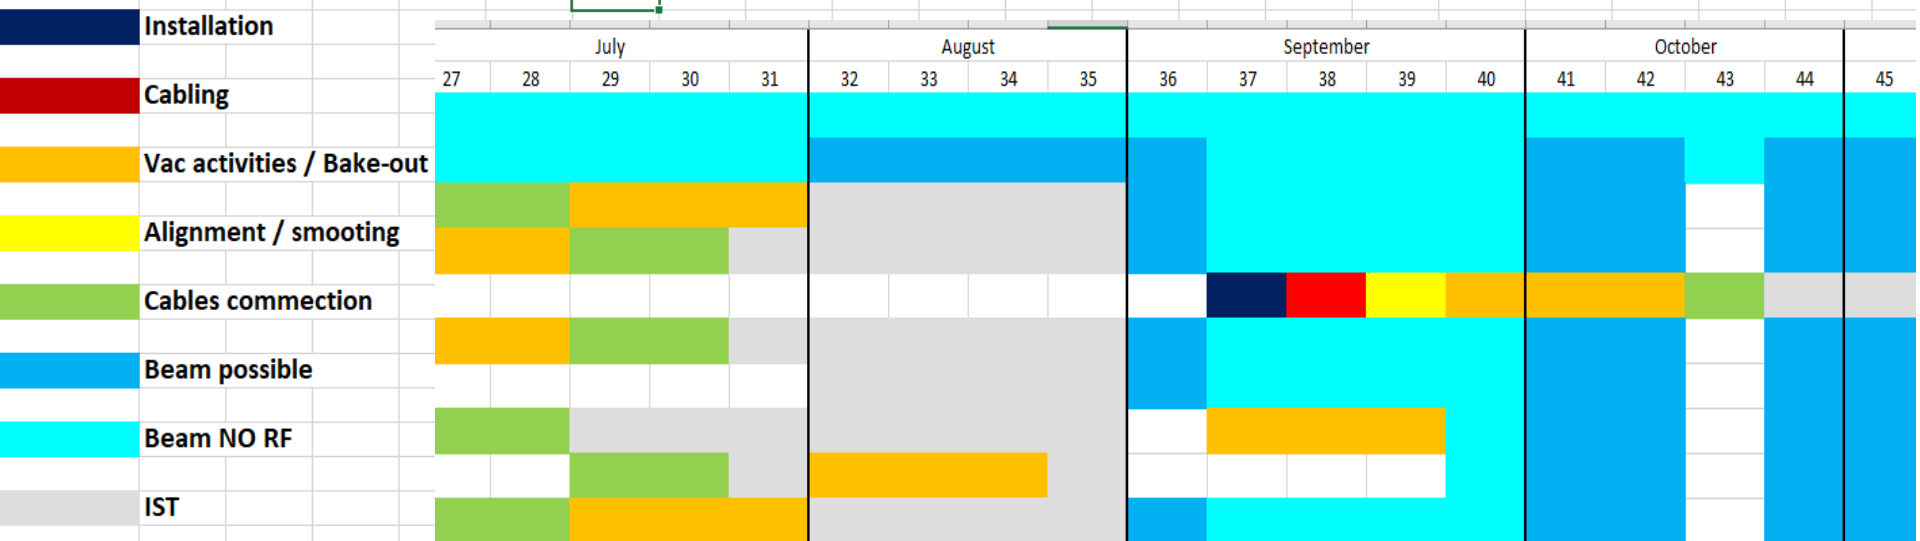 Installation
Cabling
Vac activities / Bake-out
Alignment / smooting
Cables commection
Beam possible
Beam NO RF
IST
July August September October
27 28 29 30 31 32 33 34 35 36 37 38 39 40 41 42 43 44 45